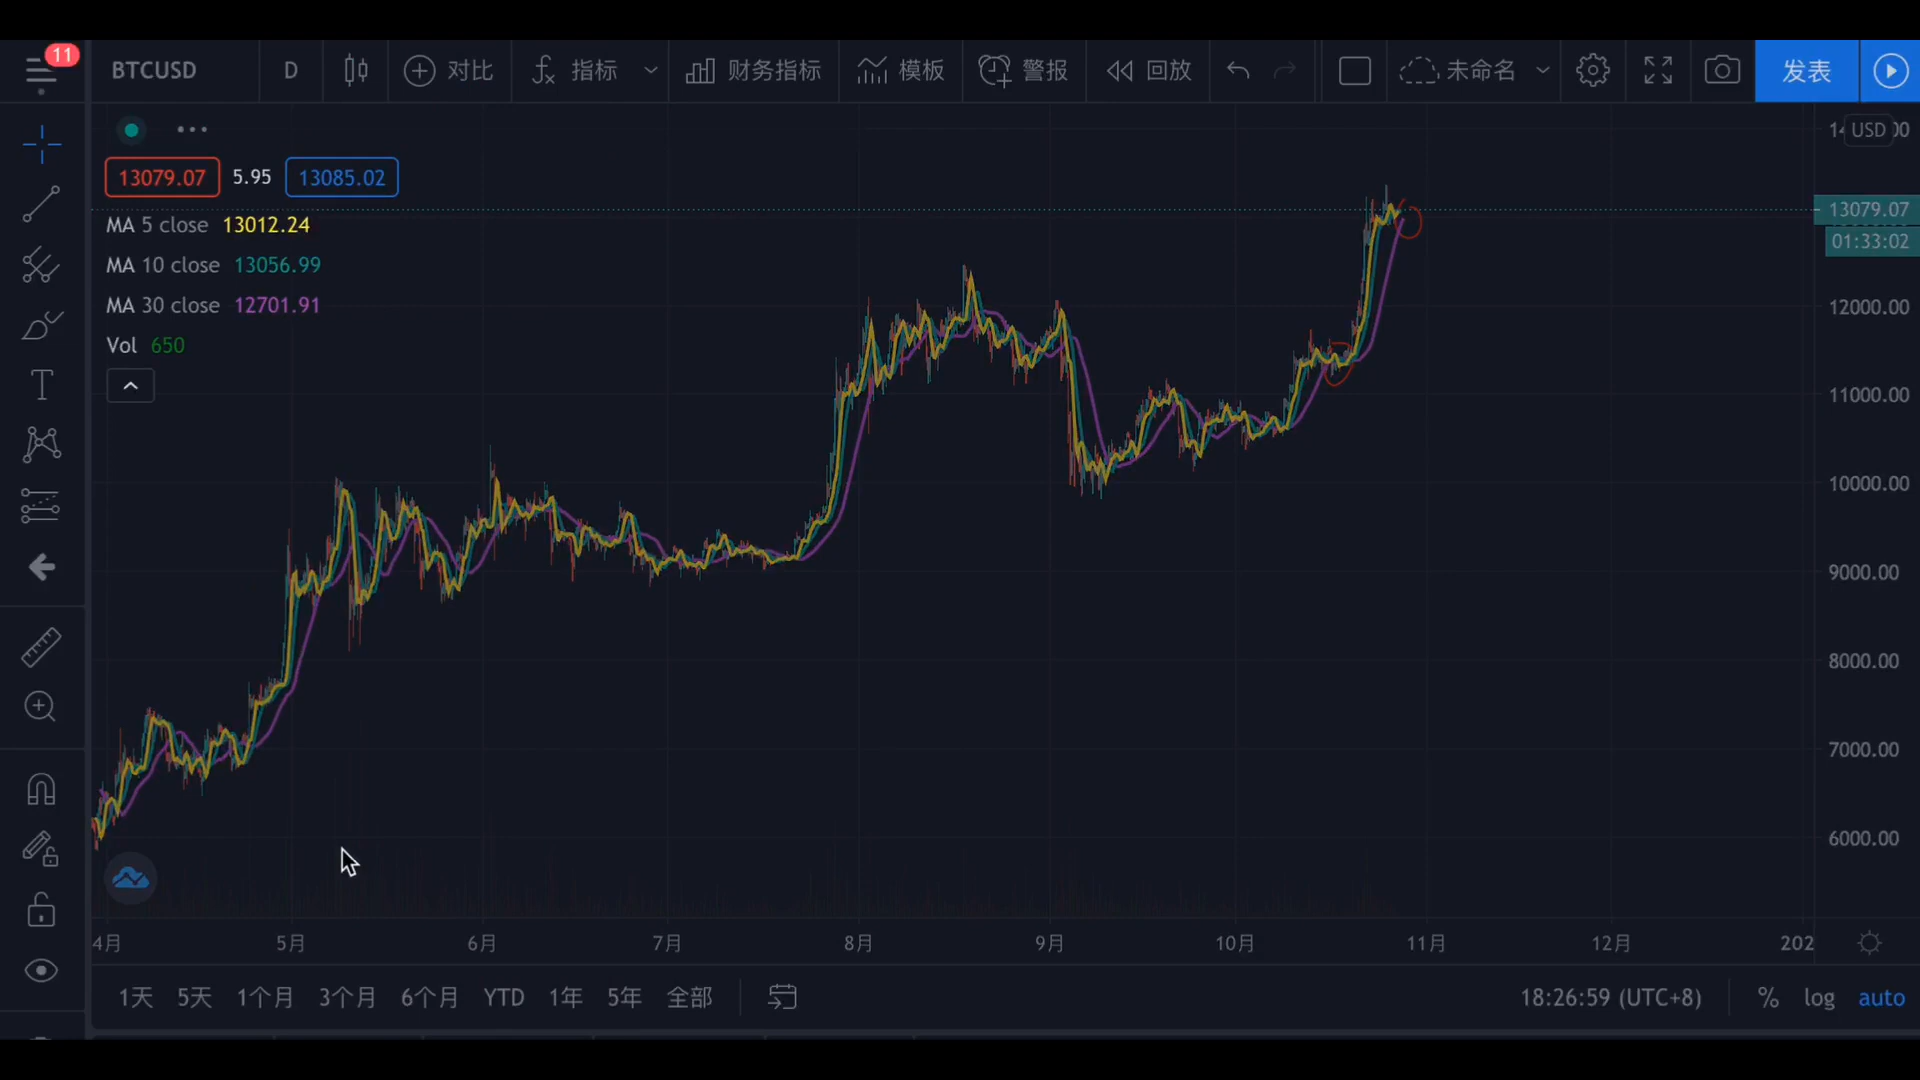 11
BTCUSD D 对比 指标 财务指标 模板 警报 回放 未命名 发表
13079.07 5.95 13085.02
MA 5 close 13012.24
MA 10 close 13056.99
MA 30 close 12701.91
Vol 650
USD
13079.07
01:33:02
12000.00
11000.00
10000.00
9000.00
8000.00
7000.00
6000.00
4月 5月 6月 7月 8月 9月 10月 11月 12月 202
1天 5天 1个月 3个月 6个月 YTD 1年 5年 全部 18:26:59 (UTC+8) % log auto